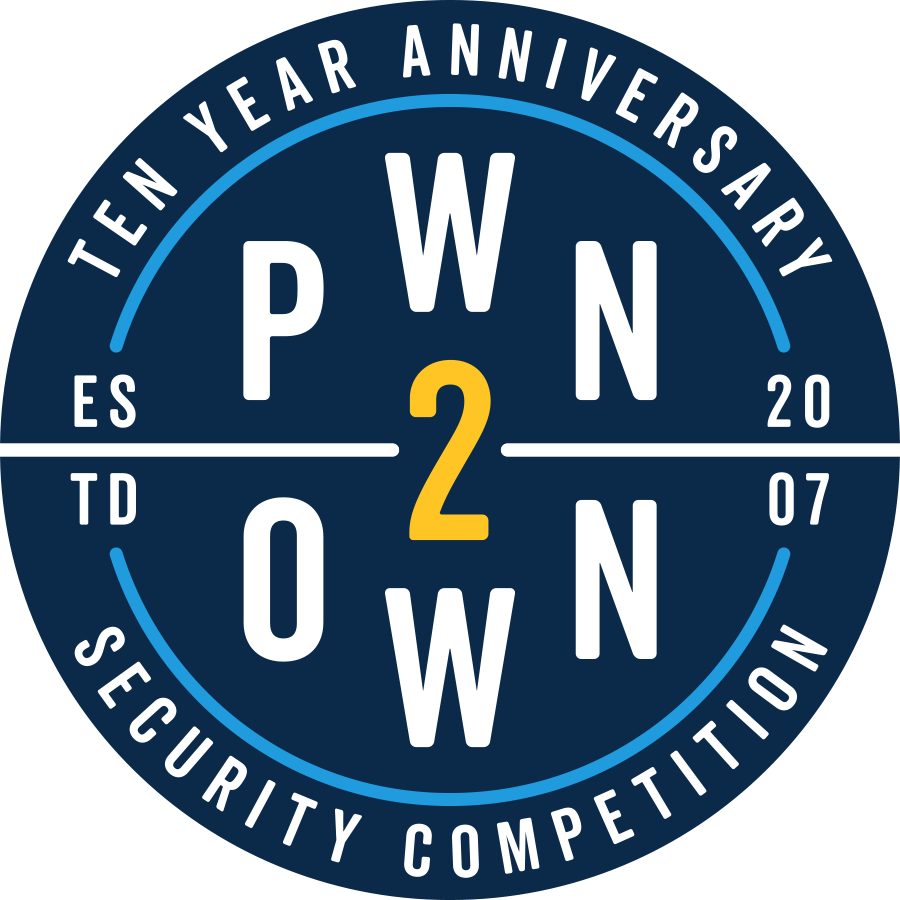 TEN YEAR ANNIVERSARY
PWN
2
OWN
ES 20
TD 07
SECURITY COMPETITION